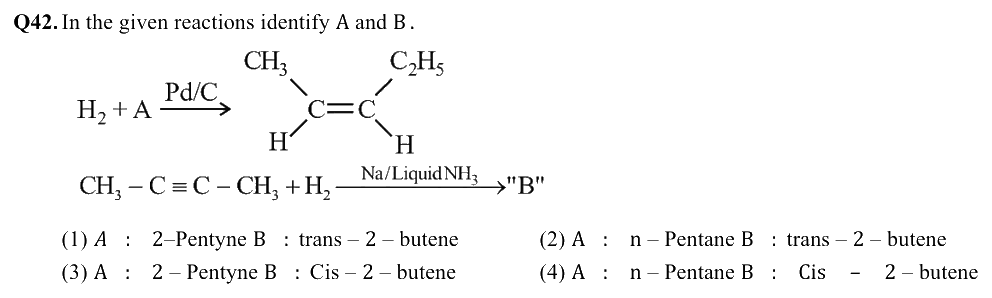 Q42. In the given reactions identify A and B .
CH₃ C₂H₅
H₂ + A Pd/C C=C
H H
CH₃ – C ≡ C – CH₃ + H₂ Na/Liquid NH₃ "B"
(1) A : 2–Pentyne B : trans – 2 – butene (2) A : n – Pentane B : trans – 2 – butene
(3) A : 2 – Pentyne B : Cis – 2 – butene (4) A : n – Pentane B : Cis – 2 – butene